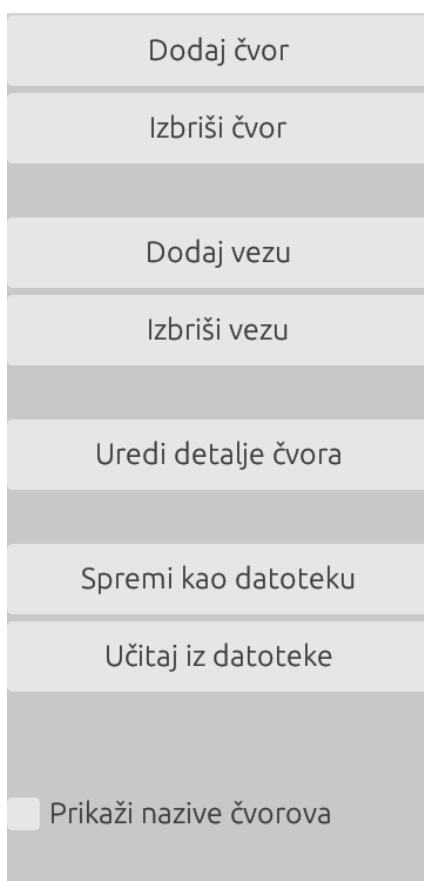 Dodaj čvor
Izbriši čvor
Dodaj vezu
Izbriši vezu
Uredi detalje čvora
Spremi kao datoteku
Učitaj iz datoteke
Prikaži nazive čvorova